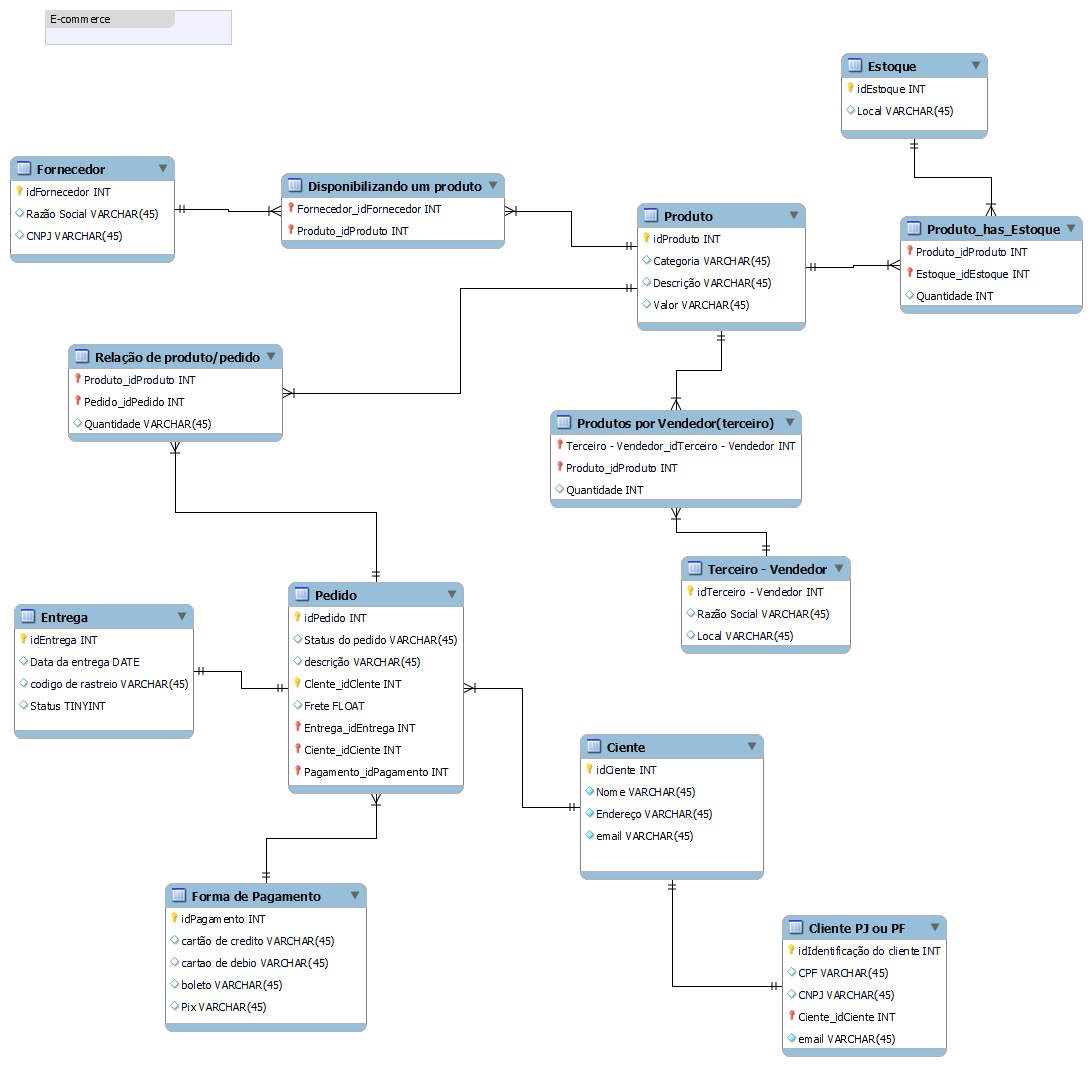 E-commerce
Estoque
idEstoque INT
Local VARCHAR(45)
Fornecedor
idFornecedor INT
Razão Social VARCHAR(45)
CNPJ VARCHAR(45)
Disponibilizando um produto
Fornecedor_idFornecedor INT
Produto_idProduto INT
Produto
idProduto INT
Categoria VARCHAR(45)
Descrição VARCHAR(45)
Valor VARCHAR(45)
Produto_has_Estoque
Produto_idProduto INT
Estoque_idEstoque INT
Quantidade INT
Relação de produto/pedido
Produto_idProduto INT
Pedido_idPedido INT
Quantidade VARCHAR(45)
Produtos por Vendedor(terceiro)
Terceiro - Vendedor_idTerceiro - Vendedor INT
Produto_idProduto INT
Quantidade INT
Terceiro - Vendedor
idTerceiro - Vendedor INT
Razão Social VARCHAR(45)
Local VARCHAR(45)
Pedido
idPedido INT
Status do pedido VARCHAR(45)
descrição VARCHAR(45)
Clente_idClente INT
Frete FLOAT
Entrega_idEntrega INT
Ciente_idCiente INT
Pagamento_idPagamento INT
Entrega
idEntrega INT
Data da entrega DATE
codigo de rastreio VARCHAR(45)
Status TINYINT
Ciente
idCiente INT
Nome VARCHAR(45)
Endereço VARCHAR(45)
email VARCHAR(45)
Forma de Pagamento
idPagamento INT
cartão de credito VARCHAR(45)
cartao de debio VARCHAR(45)
boleto VARCHAR(45)
Pix VARCHAR(45)
Cliente PJ ou PF
idIdentificação do cliente INT
CPF VARCHAR(45)
CNPJ VARCHAR(45)
Ciente_idCiente INT
email VARCHAR(45)